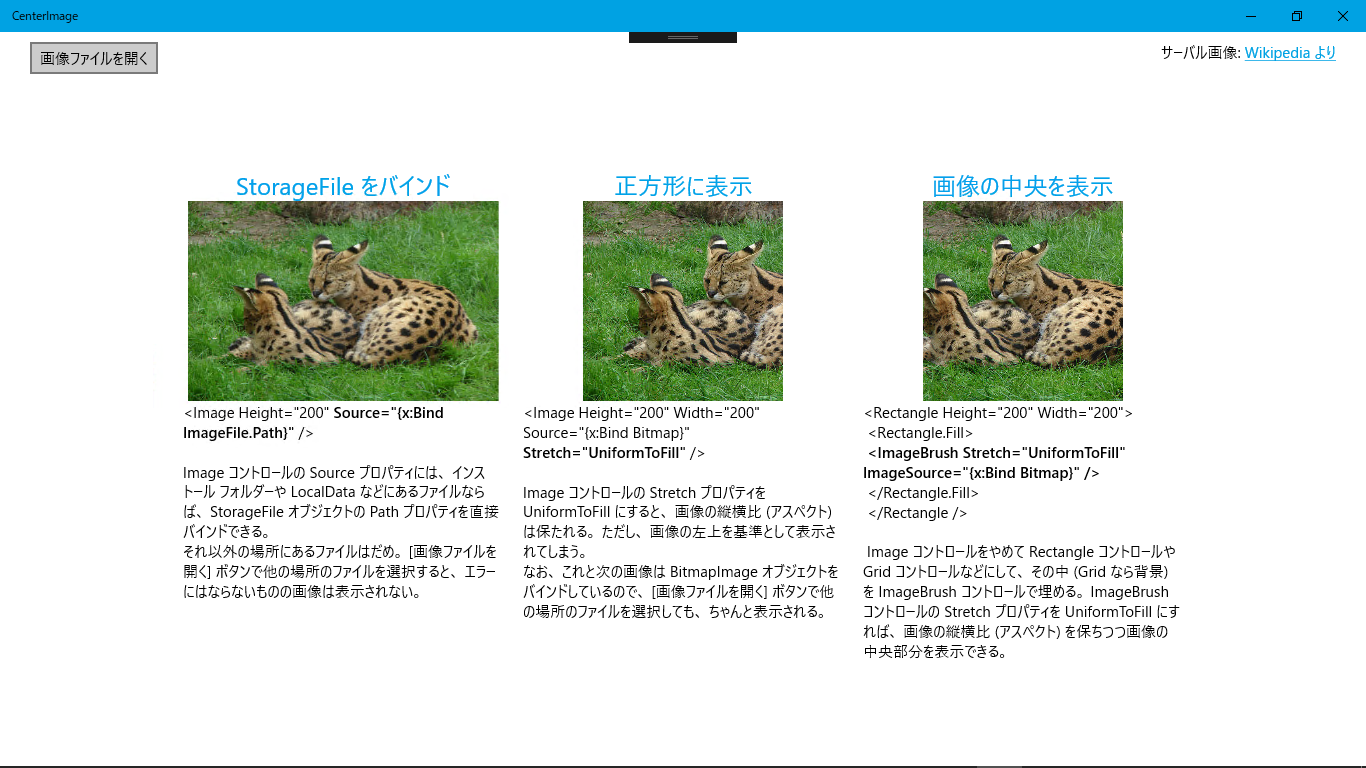 CenterImage
画像ファイルを開く
サーバル画像: Wikipedia より
StorageFile をバインド
<Image Height="200" Source="{x:Bind
ImageFile.Path}" />
Image コントロールの Source プロパティには、インス
トール フォルダーや LocalData などにあるファイルなら
ば、StorageFile オブジェクトの Path プロパティを直接
バインドできる。
それ以外の場所にあるファイルはだめ。[画像ファイルを
開く] ボタンで他の場所のファイルを選択すると、エラー
にはならないものの画像は表示されない。
正方形に表示
<Image Height="200" Width="200"
Source="{x:Bind Bitmap}"
Stretch="UniformToFill" />
Image コントロールの Stretch プロパティを
UniformToFill にすると、画像の縦横比 (アスペクト)
は保たれる。ただし、画像の左上を基準として表示さ
れてしまう。
なお、これと次の画像は BitmapImage オブジェクトを
バインドしているので、[画像ファイルを開く] ボタンで他
の場所のファイルを選択しても、ちゃんと表示される。
画像の中央を表示
<Rectangle Height="200" Width="200">
<Rectangle.Fill>
<ImageBrush Stretch="UniformToFill"
ImageSource="{x:Bind Bitmap}" />
</Rectangle.Fill>
</Rectangle />
Image コントロールをやめて Rectangle コントロールや
Grid コントロールなどにして、その中 (Grid なら背景)
を ImageBrush コントロールで埋める。ImageBrush
コントロールの Stretch プロパティを UniformToFill にす
れば、画像の縦横比 (アスペクト) を保ちつつ画像の
中央部分を表示できる。